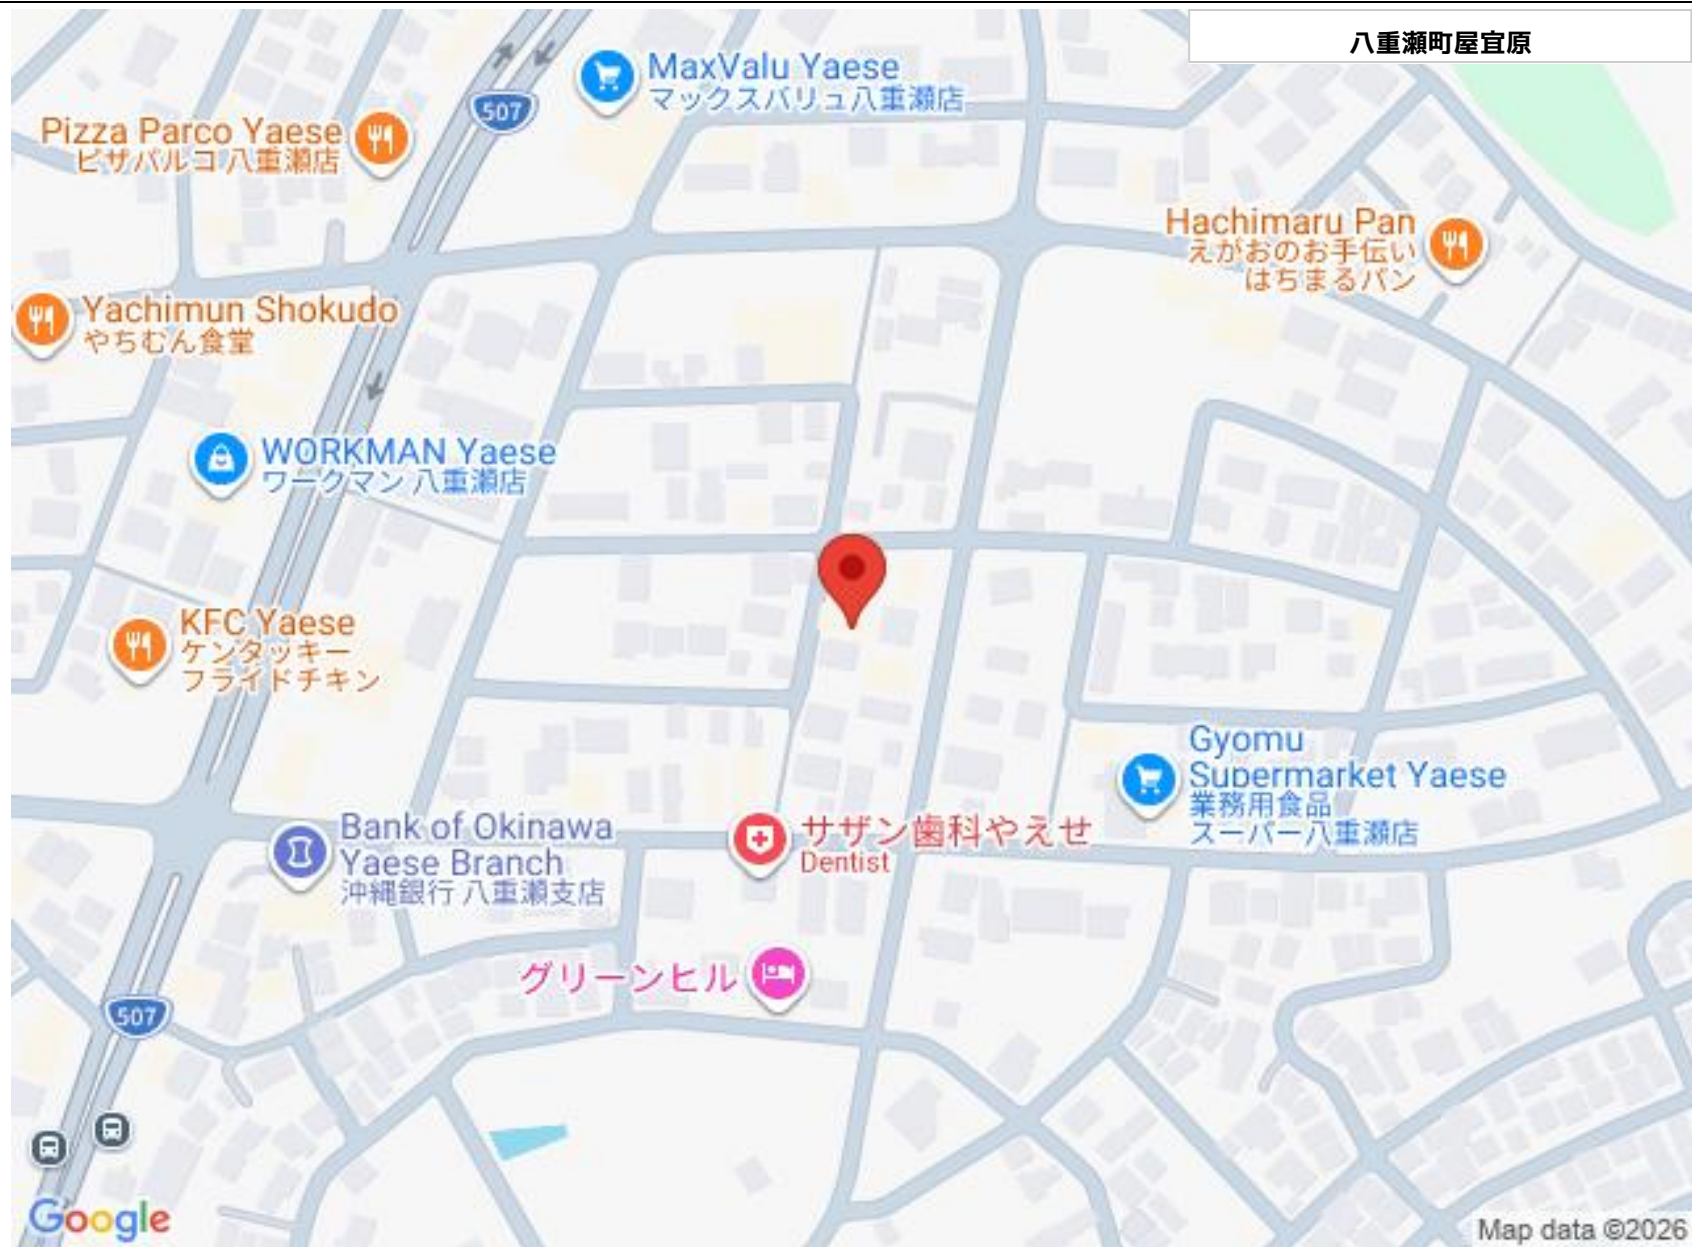 八重瀬町屋宜原
MaxValu Yaese
マックスバリュ八重瀬店
507
Pizza Parco Yaese
ピザパルコ 八重瀬店
Hachimaru Pan
えがおのお手伝い
はちまるパン
Yachimun Shokudo
やちむん食堂
WORKMAN Yaese
ワークマン 八重瀬店
KFC Yaese
ケンタッキー
フライドチキン
Gyomu
Supermarket Yaese
業務用食品
スーパー八重瀬店
Bank of Okinawa
Yaese Branch
沖縄銀行 八重瀬支店
サザン歯科やえせ
Dentist
グリーンヒル
507
Google
Map data ©2026